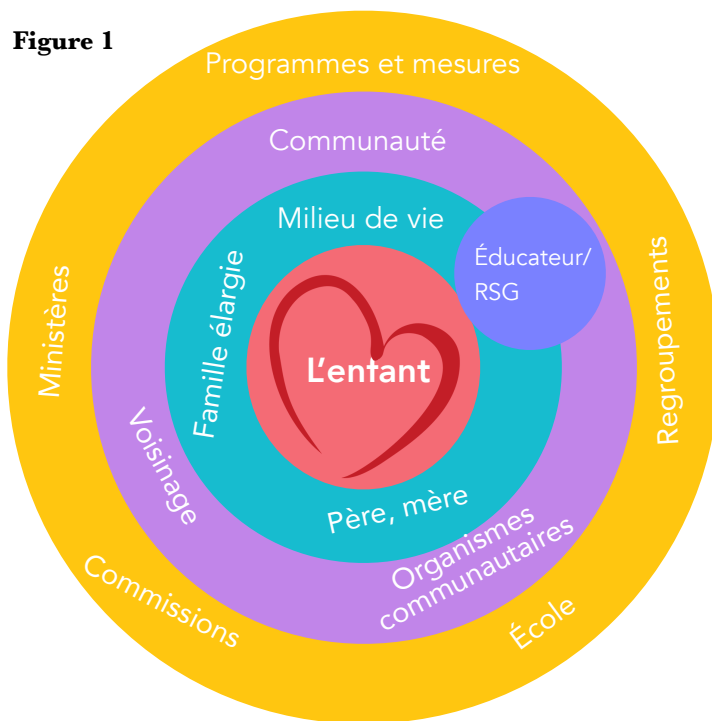 Figure 1
Programmes et mesures
Communauté
Milieu de vie
Éducateur/
RSG
Famille élargie
Ministères
Regroupements
L'enfant
Voisinage
Père, mère
Organismes
communautaires
Commissions
École